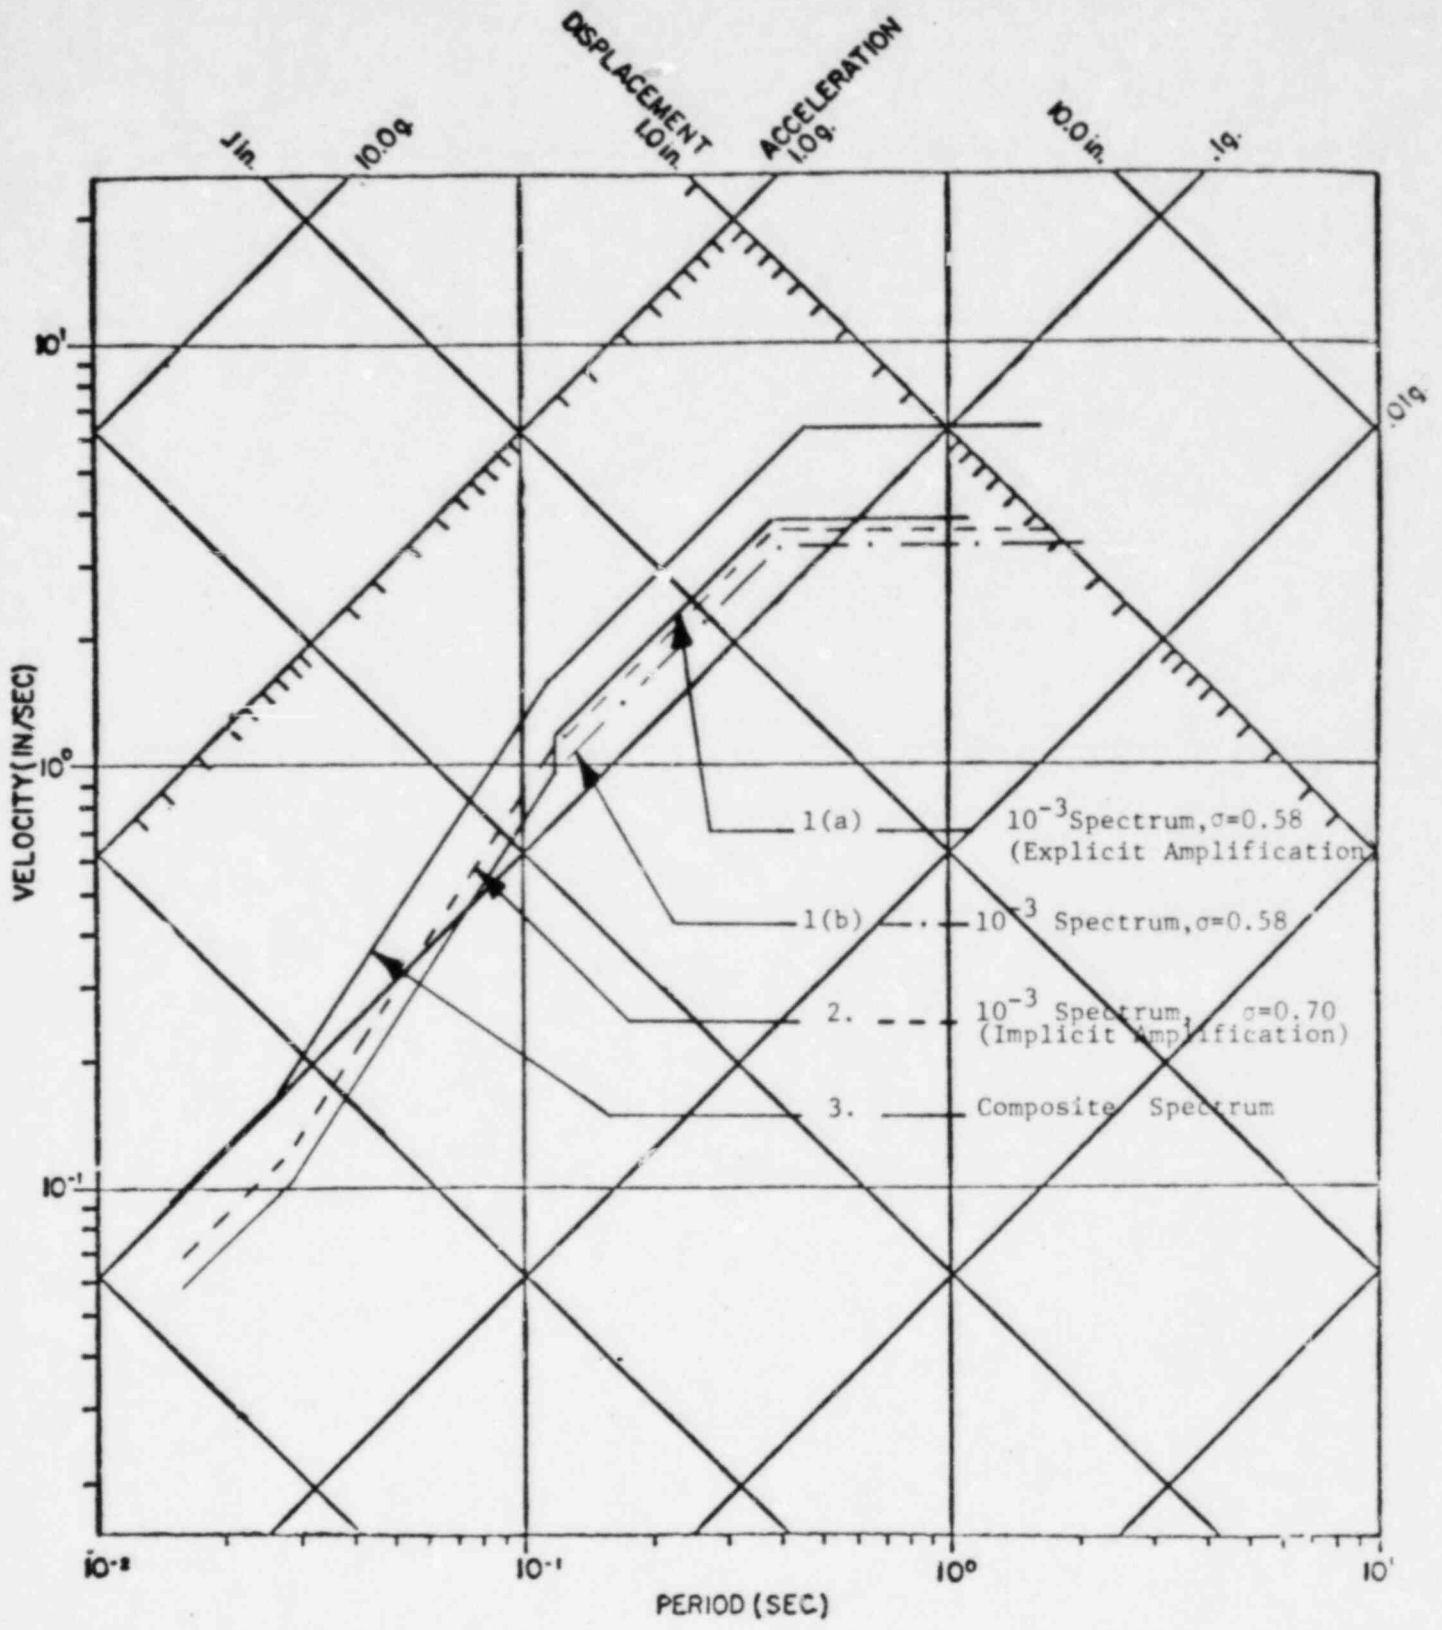 DISPLACEMENT
ACCELERATION
.1 in.
10.0g.
1.0 in.
1.0g.
10.0 in.
.1g.
.01g.
10¹
10⁰
10⁻¹
VELOCITY (IN/SEC)
1(a) 10⁻³ Spectrum, σ=0.58
(Explicit Amplification)
1(b) 10⁻³ Spectrum, σ=0.58
2. 10⁻³ Spectrum, σ=0.70
(Implicit Amplification)
3. Composite Spectrum
10⁻² 10⁻¹ 10⁰ 10¹
PERIOD (SEC)